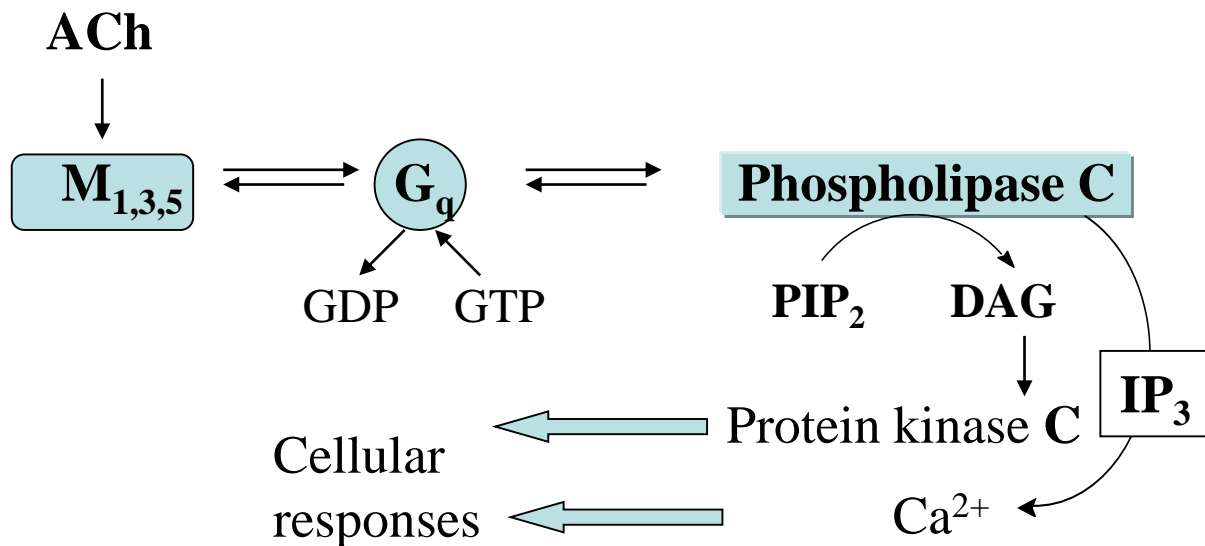 ACh
M1,3,5
Gq
Phospholipase C
GDP
GTP
PIP2
DAG
IP3
Protein kinase C
Cellular
responses
Ca2+